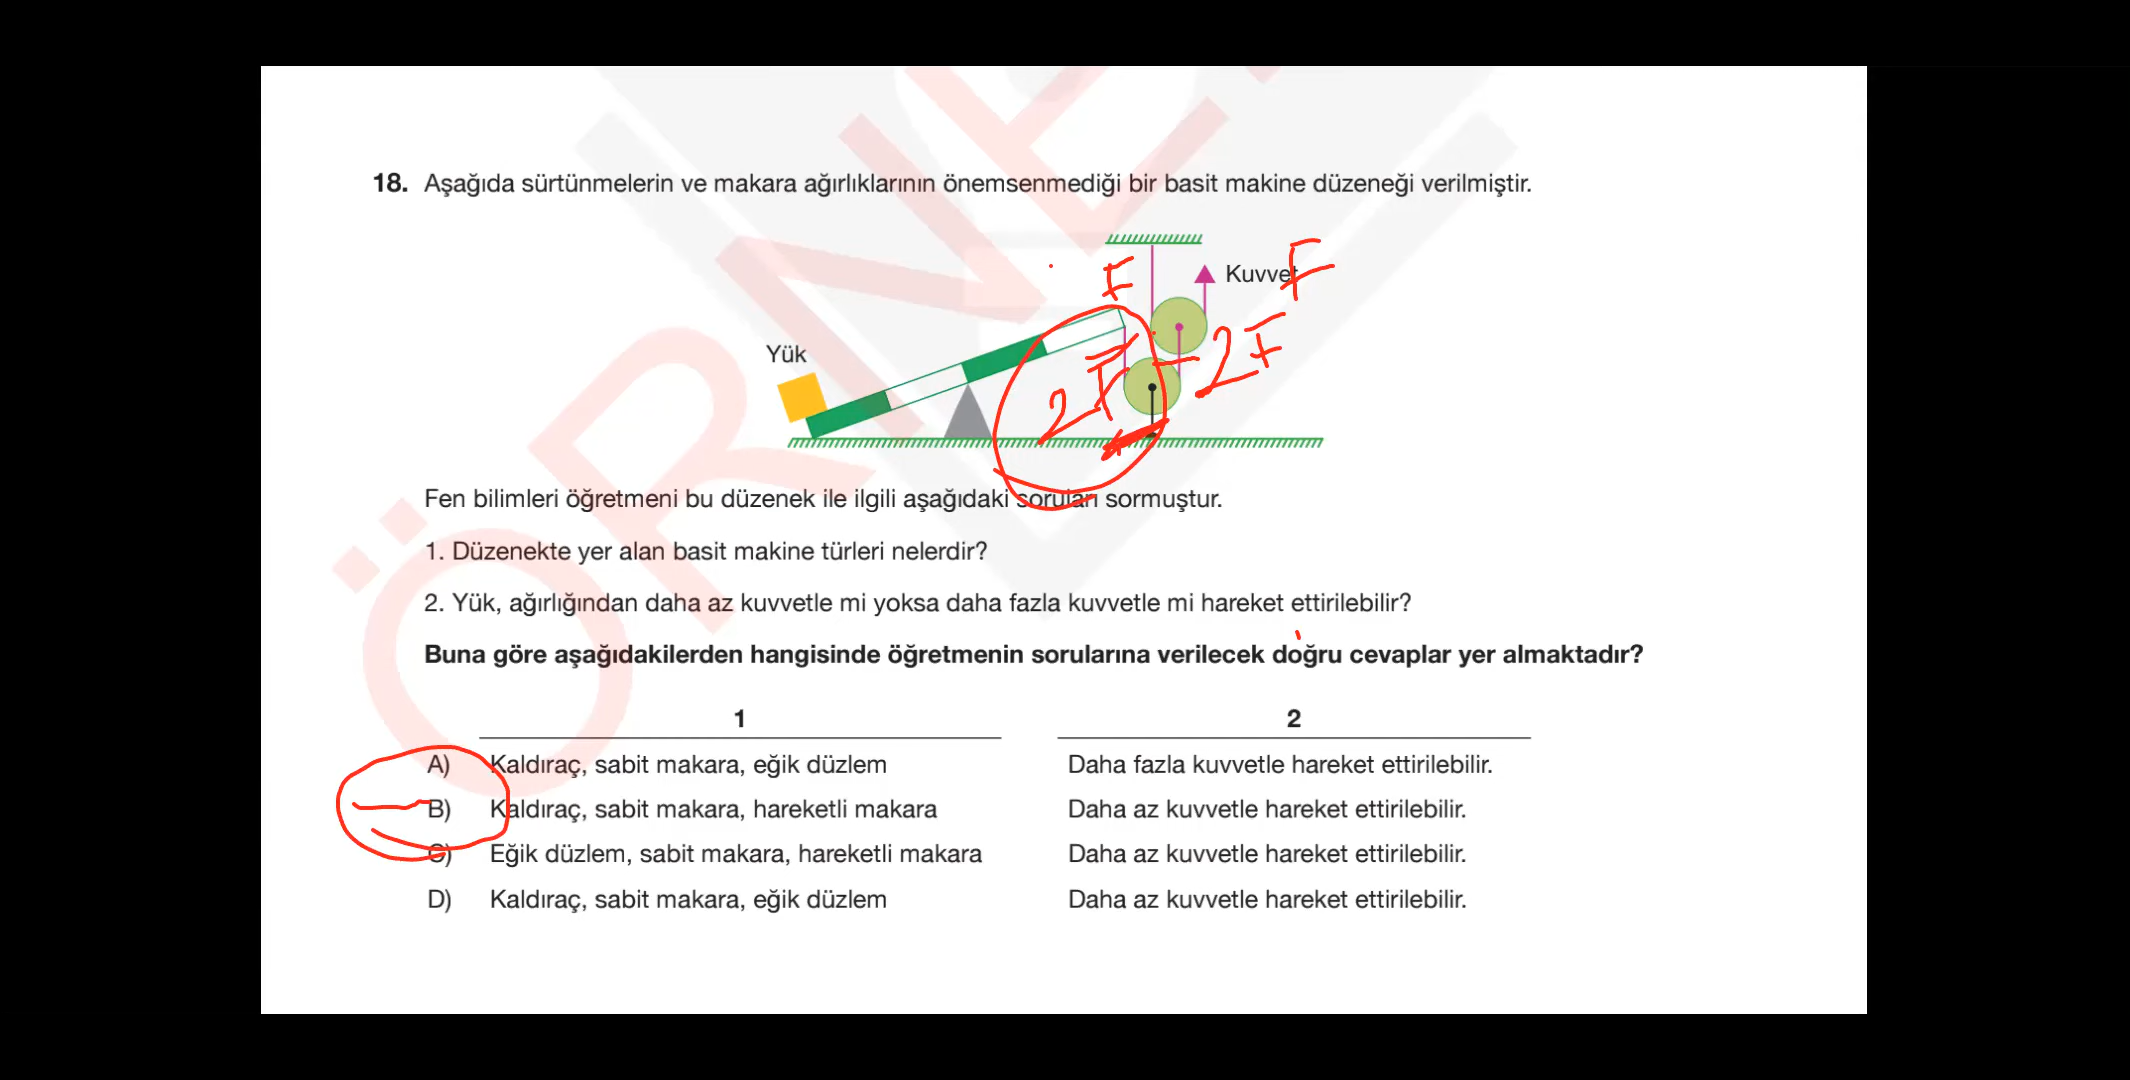 18. Aşağıda sürtünmelerin ve makara ağırlıklarının önemsenmediği bir basit makine düzeneği verilmiştir.
F
Kuvvet F
Yük
2F
2F
Fen bilimleri öğretmeni bu düzenek ile ilgili aşağıdaki soruları sormuştur.
1. Düzenekte yer alan basit makine türleri nelerdir?
2. Yük, ağırlığından daha az kuvvetle mi yoksa daha fazla kuvvetle mi hareket ettirilebilir?
Buna göre aşağıdakilerden hangisinde öğretmenin sorularına verilecek doğru cevaplar yer almaktadır?
1 2
A) Kaldıraç, sabit makara, eğik düzlem Daha fazla kuvvetle hareket ettirilebilir.
B) Kaldıraç, sabit makara, hareketli makara Daha az kuvvetle hareket ettirilebilir.
C) Eğik düzlem, sabit makara, hareketli makara Daha az kuvvetle hareket ettirilebilir.
D) Kaldıraç, sabit makara, eğik düzlem Daha az kuvvetle hareket ettirilebilir.